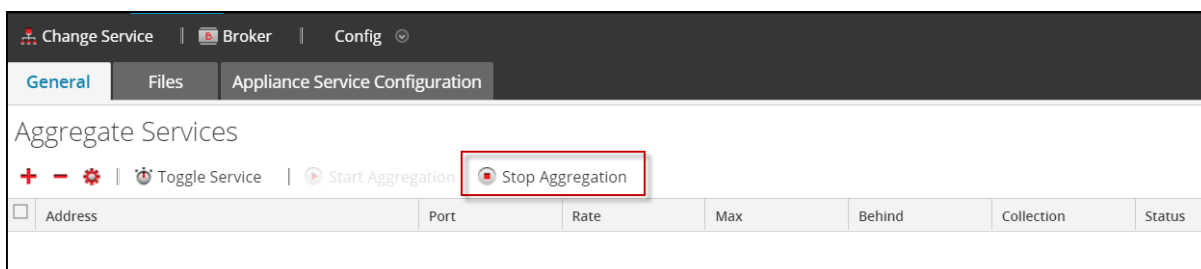 Change Service | B Broker | Config
General Files Appliance Service Configuration
Aggregate Services
Toggle Service | Start Aggregation Stop Aggregation
Address Port Rate Max Behind Collection Status